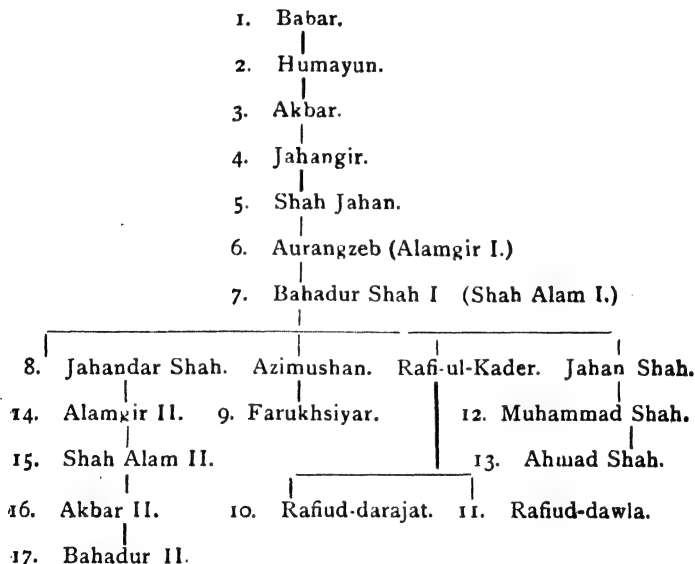 1. Babar.
2. Humayun.
3. Akbar.
4. Jahangir.
5. Shah Jahan.
6. Aurangzeb (Alamgir I.)
7. Bahadur Shah I (Shah Alam I.)
8. Jahandar Shah. Azimushan. Rafi-ul-Kader. Jahan Shah.
14. Alamgir II. 9. Farukhsiyar. 12. Muhammad Shah.
15. Shah Alam II. 13. Ahmad Shah.
16. Akbar II. 10. Rafiud-darajat. 11. Rafiud-dawla.
17. Bahadur II.